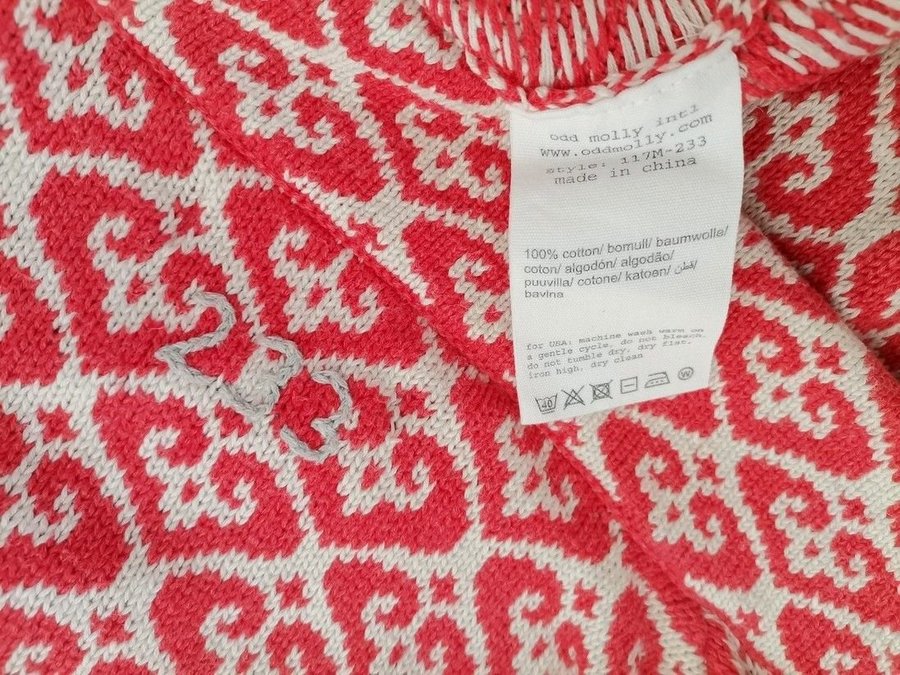 odd molly intl
www.oddmolly.com
style: 117M-233
made in china
100% cotton/ bomull/ baumwolle/
coton/ algodón/ algodão/
puuvilla/ cotone/ katoen/ قطن/
bavlna
for USA: machine wash warm on
a gentle cycle, do not bleach,
do not tumble dry, dry flat,
iron high, dry clean
40 W
233